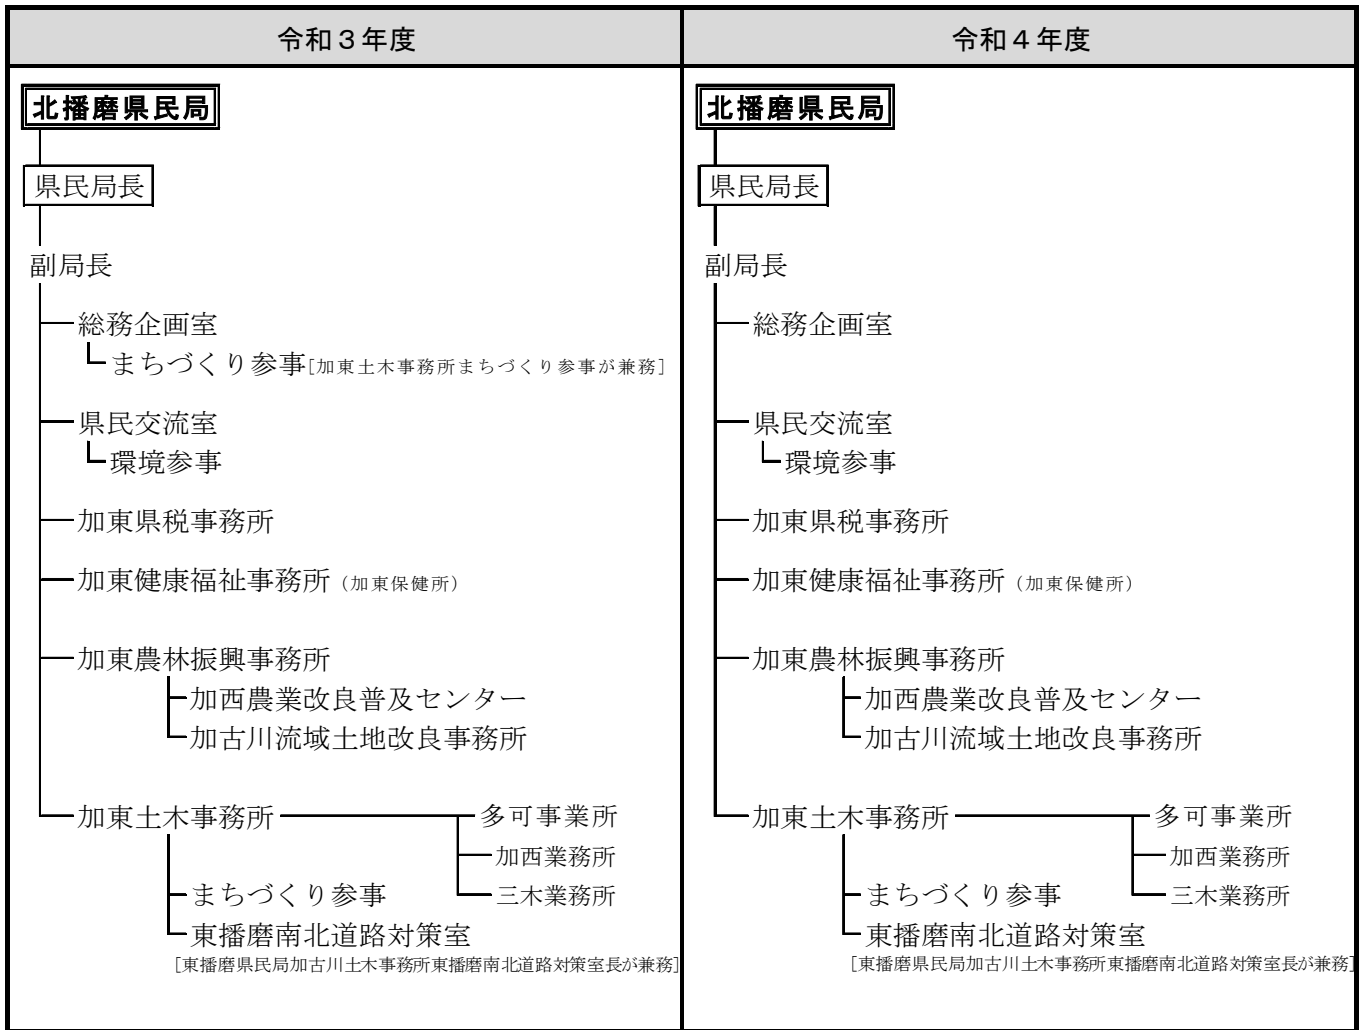 令和３年度
北播磨県民局
県民局長
副局長
総務企画室
まちづくり参事[加東土木事務所まちづくり参事が兼務]
県民交流室
環境参事
加東県税事務所
加東健康福祉事務所（加東保健所）
加東農林振興事務所
加西農業改良普及センター
加古川流域土地改良事務所
加東土木事務所 多可事業所
加西業務所
まちづくり参事 三木業務所
東播磨南北道路対策室
[東播磨県民局加古川土木事務所東播磨南北道路対策室長が兼務]
令和４年度
北播磨県民局
県民局長
副局長
総務企画室
県民交流室
環境参事
加東県税事務所
加東健康福祉事務所（加東保健所）
加東農林振興事務所
加西農業改良普及センター
加古川流域土地改良事務所
加東土木事務所 多可事業所
加西業務所
まちづくり参事 三木業務所
東播磨南北道路対策室
[東播磨県民局加古川土木事務所東播磨南北道路対策室長が兼務]